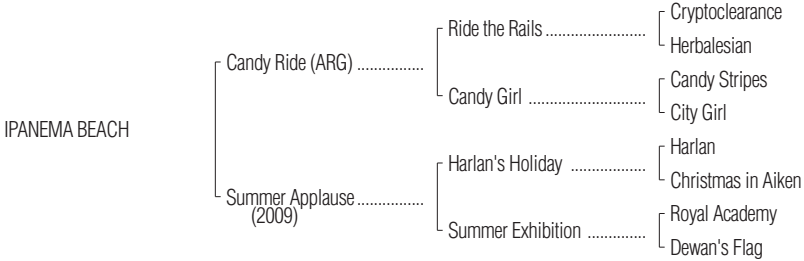 Cryptoclearance
Ride the Rails ........................
Herbalesian
Candy Ride (ARG) ................
Candy Stripes
Candy Girl ............................
City Girl
IPANEMA BEACH
Harlan
Harlan's Holiday ..................
Christmas in Aiken
Summer Applause ................
(2009)
Royal Academy
Summer Exhibition ..............
Dewan's Flag